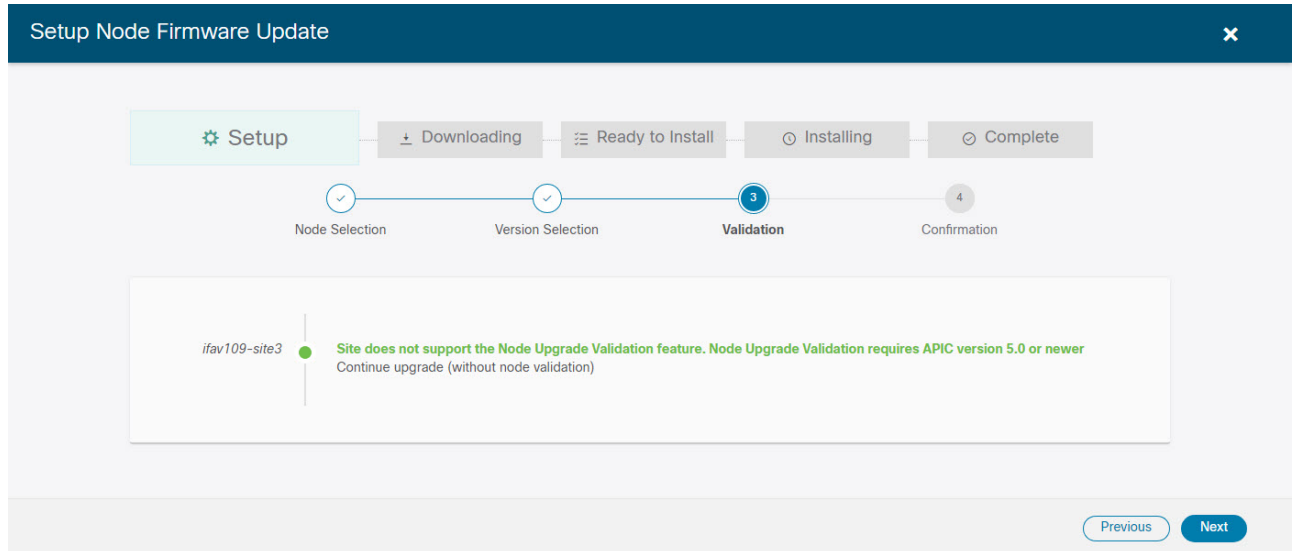 Setup Node Firmware Update
Setup
Downloading
Ready to Install
Installing
Complete
3
4
Node Selection
Version Selection
Validation
Confirmation
ifav109-site3
Site does not support the Node Upgrade Validation feature. Node Upgrade Validation requires APIC version 5.0 or newer
Continue upgrade (without node validation)
Previous
Next